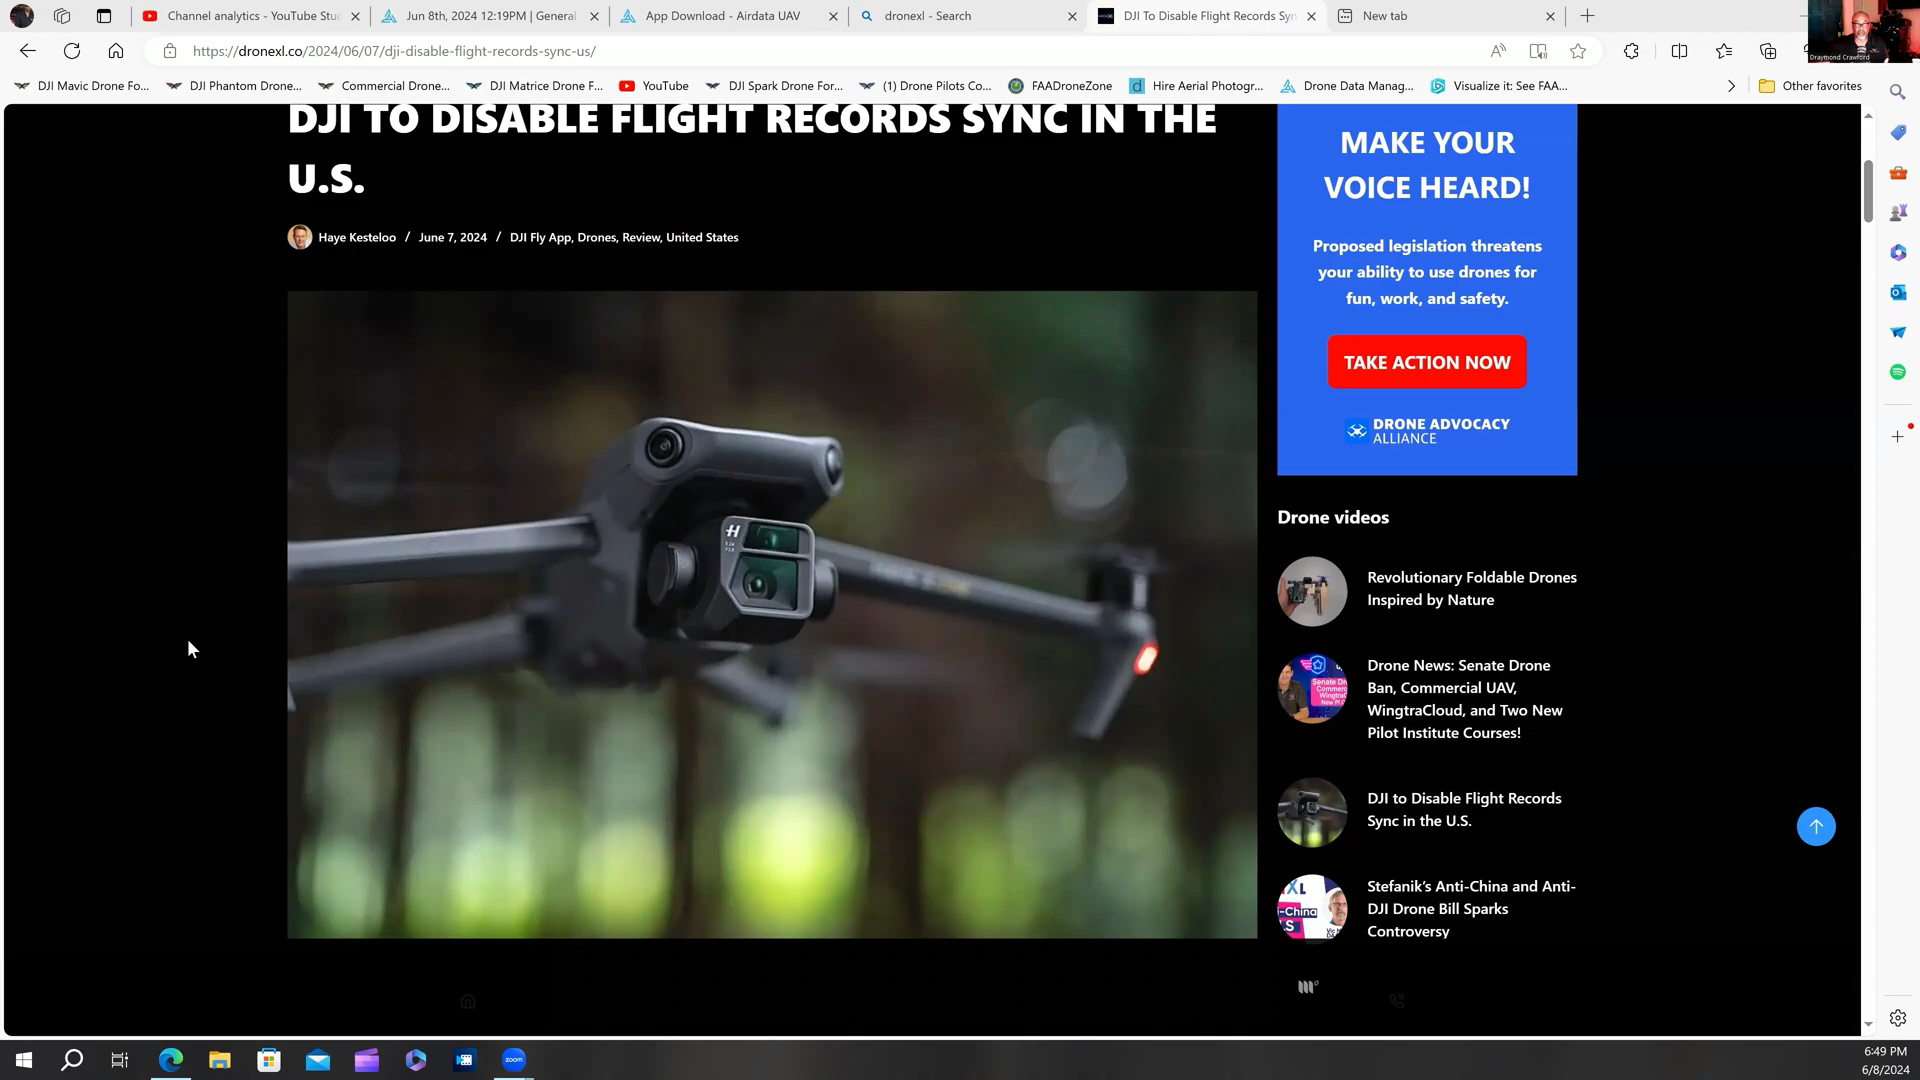 Channel analytics - YouTube Stu
Jun 8th, 2024 12:19PM | General
App Download - Airdata UAV
dronexl - Search
DJI To Disable Flight Records Syn
New tab
https://dronexl.co/2024/06/07/dji-disable-flight-records-sync-us/
Draymond Crawford
DJI Mavic Drone Fo...
DJI Phantom Drone...
Commercial Drone...
DJI Matrice Drone F...
YouTube
DJI Spark Drone For...
(1) Drone Pilots Co...
FAADroneZone
Hire Aerial Photogr...
Drone Data Manag...
Visualize it: See FAA...
Other favorites
DJI TO DISABLE FLIGHT RECORDS SYNC IN THE
U.S.
Haye Kesteloo / June 7, 2024 / DJI Fly App, Drones, Review, United States
H
MAKE YOUR
VOICE HEARD!
Proposed legislation threatens
your ability to use drones for
fun, work, and safety.
TAKE ACTION NOW
DRONE ADVOCACY
ALLIANCE
Drone videos
Revolutionary Foldable Drones
Inspired by Nature
Drone News: Senate Drone
Ban, Commercial UAV,
WingtraCloud, and Two New
Pilot Institute Courses!
DJI to Disable Flight Records
Sync in the U.S.
Stefanik's Anti-China and Anti-
DJI Drone Bill Sparks
Controversy
zoom
6:49 PM
6/8/2024